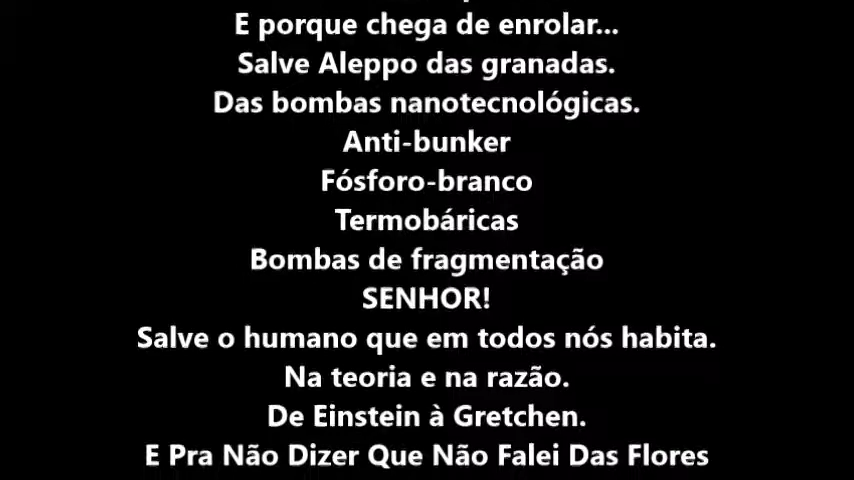 E porque chega de enrolar...
Salve Aleppo das granadas.
Das bombas nanotecnológicas.
Anti-bunker
Fósforo-branco
Termobáricas
Bombas de fragmentação
SENHOR!
Salve o humano que em todos nós habita.
Na teoria e na razão.
De Einstein à Gretchen.
E Pra Não Dizer Que Não Falei Das Flores